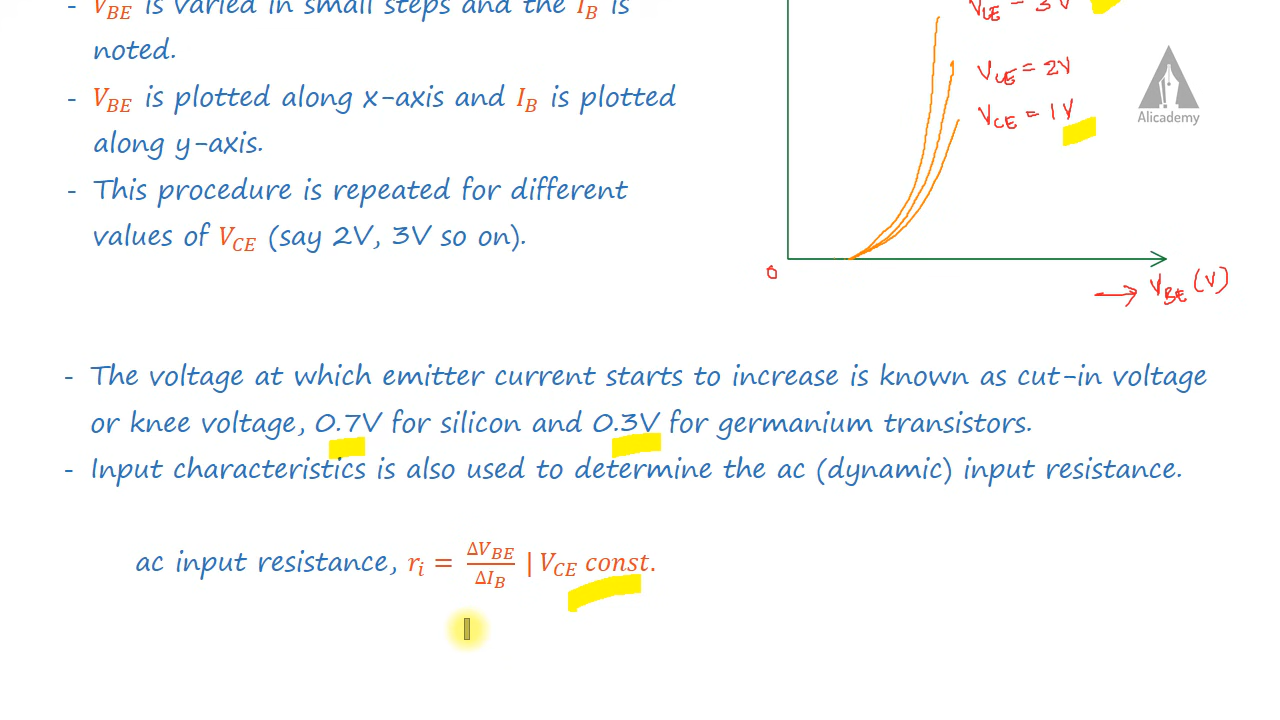 - V_BE is varied in small steps and the I_B is
noted.
- V_BE is plotted along x-axis and I_B is plotted
along y-axis.
- This procedure is repeated for different
values of V_CE (say 2V, 3V so on).
V_CE = 3V
V_CE = 2V
V_CE = 1V
Alicademy
0
→ V_BE (V)
- The voltage at which emitter current starts to increase is known as cut-in voltage
or knee voltage, 0.7V for silicon and 0.3V for germanium transistors.
- Input characteristics is also used to determine the ac (dynamic) input resistance.
ac input resistance, r_i = ΔV_BE / ΔI_B | V_CE const.